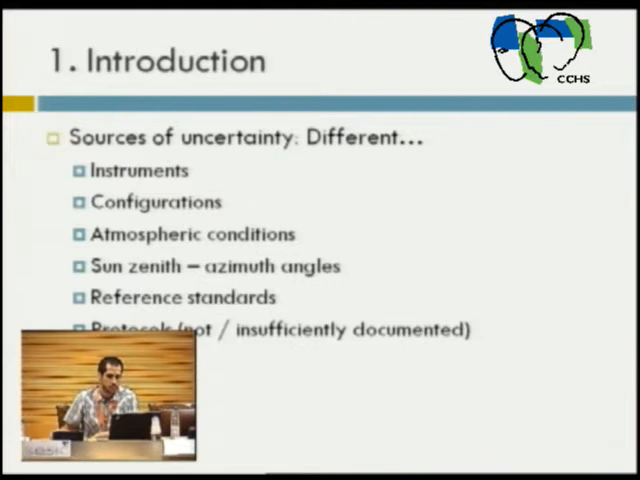 1. Introduction
CCHS
Sources of uncertainty: Different...
Instruments
Configurations
Atmospheric conditions
Sun zenith – azimuth angles
Reference standards
Protocols (not / insufficiently documented)